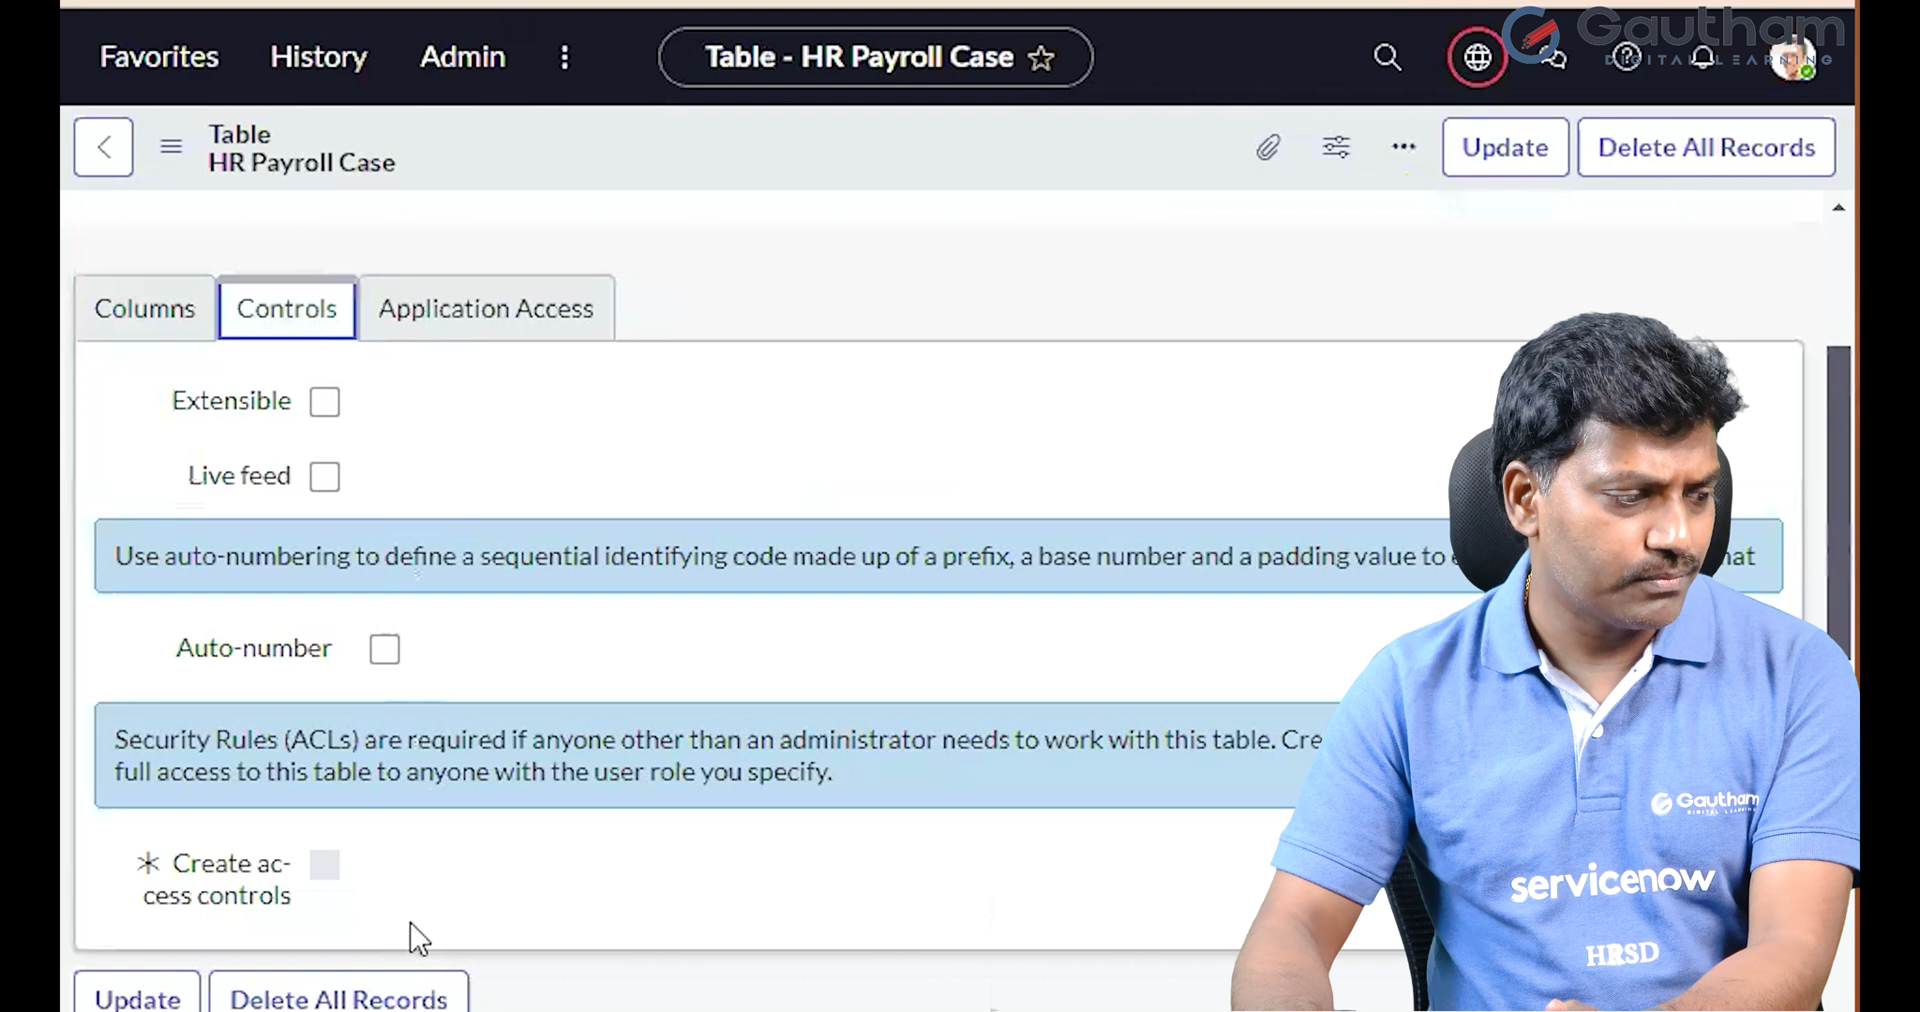 Favorites History Admin Table - HR Payroll Case
Gautham
DIGITAL LEARNING
Table
HR Payroll Case
Update Delete All Records
Columns Controls Application Access
Extensible
Live feed
Use auto-numbering to define a sequential identifying code made up of a prefix, a base number and a padding value to
Auto-number
Security Rules (ACLs) are required if anyone other than an administrator needs to work with this table.
full access to this table to anyone with the user role you specify.
Create ac-
cess controls
Update Delete All Records
Gautham
DIGITAL LEARNING
servicenow
HRSD